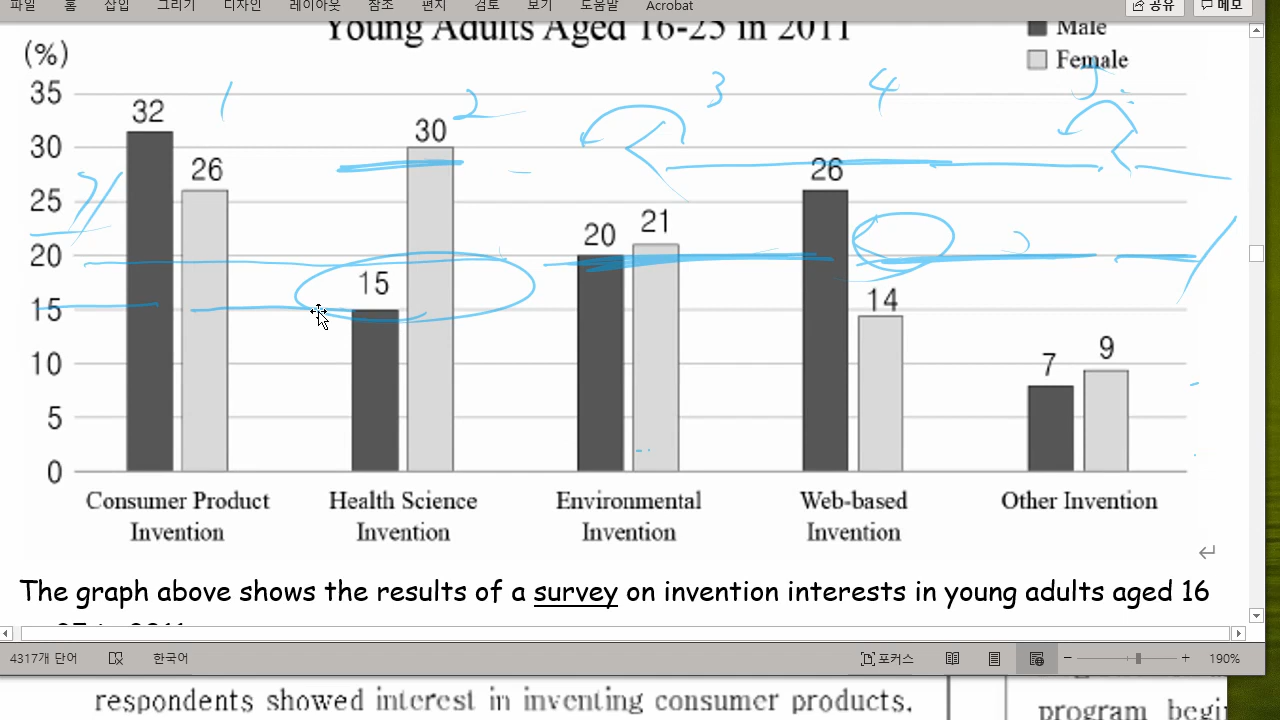 파일 홈 삽입 그리기 디자인 레이아웃 참조 편지 검토 보기 도움말 Acrobat 공유 메모
Young Adults Aged 16-25 in 2011
Male
Female
(%)
35
30
25
20
15
10
5
0
32
26
15
30
20
21
26
14
7
9
1
2
3
4
Consumer Product Invention
Health Science Invention
Environmental Invention
Web-based Invention
Other Invention
The graph above shows the results of a survey on invention interests in young adults aged 16
4317개 단어 한국어 포커스 190%
respondents showed interest in inventing consumer products.
program